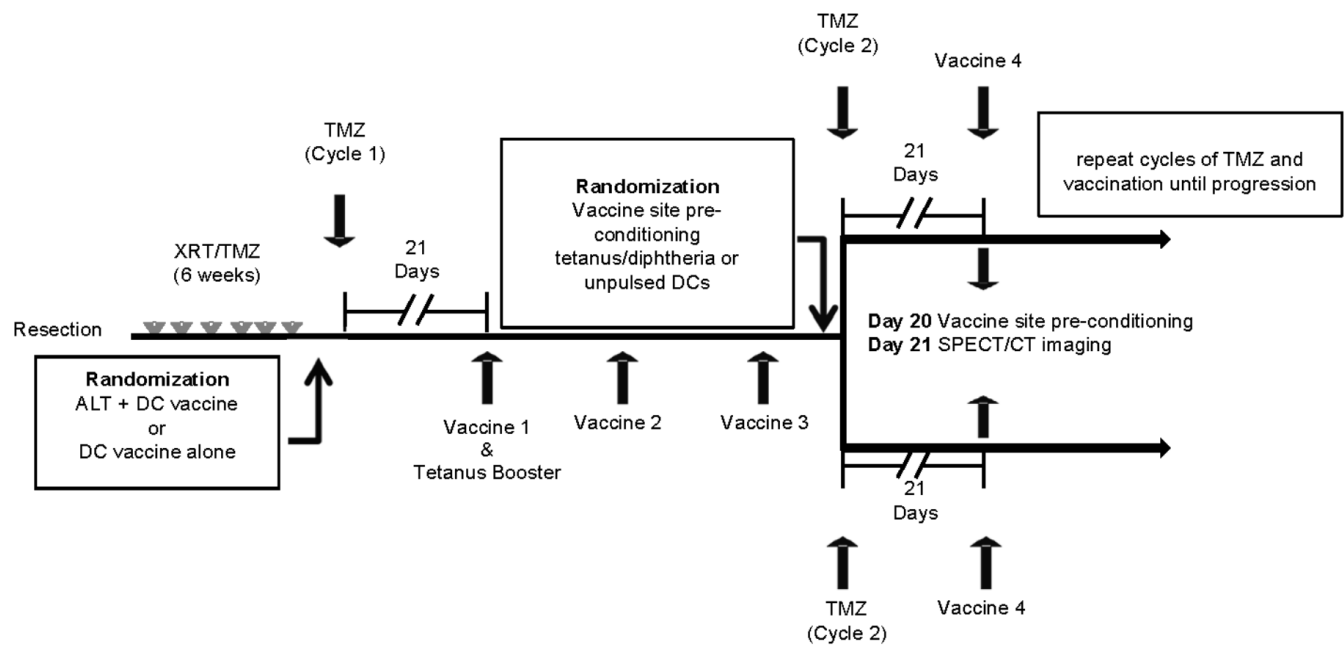 Resection
XRT/TMZ
(6 weeks)
Randomization
ALT + DC vaccine
or
DC vaccine alone
TMZ
(Cycle 1)
21
Days
Vaccine 1
&
Tetanus Booster
Vaccine 2
Vaccine 3
Randomization
Vaccine site pre-
conditioning
tetanus/diphtheria or
unpulsed DCs
TMZ
(Cycle 2)
21
Days
Vaccine 4
repeat cycles of TMZ and
vaccination until progression
Day 20 Vaccine site pre-conditioning
Day 21 SPECT/CT imaging
21
Days
TMZ
(Cycle 2)
Vaccine 4